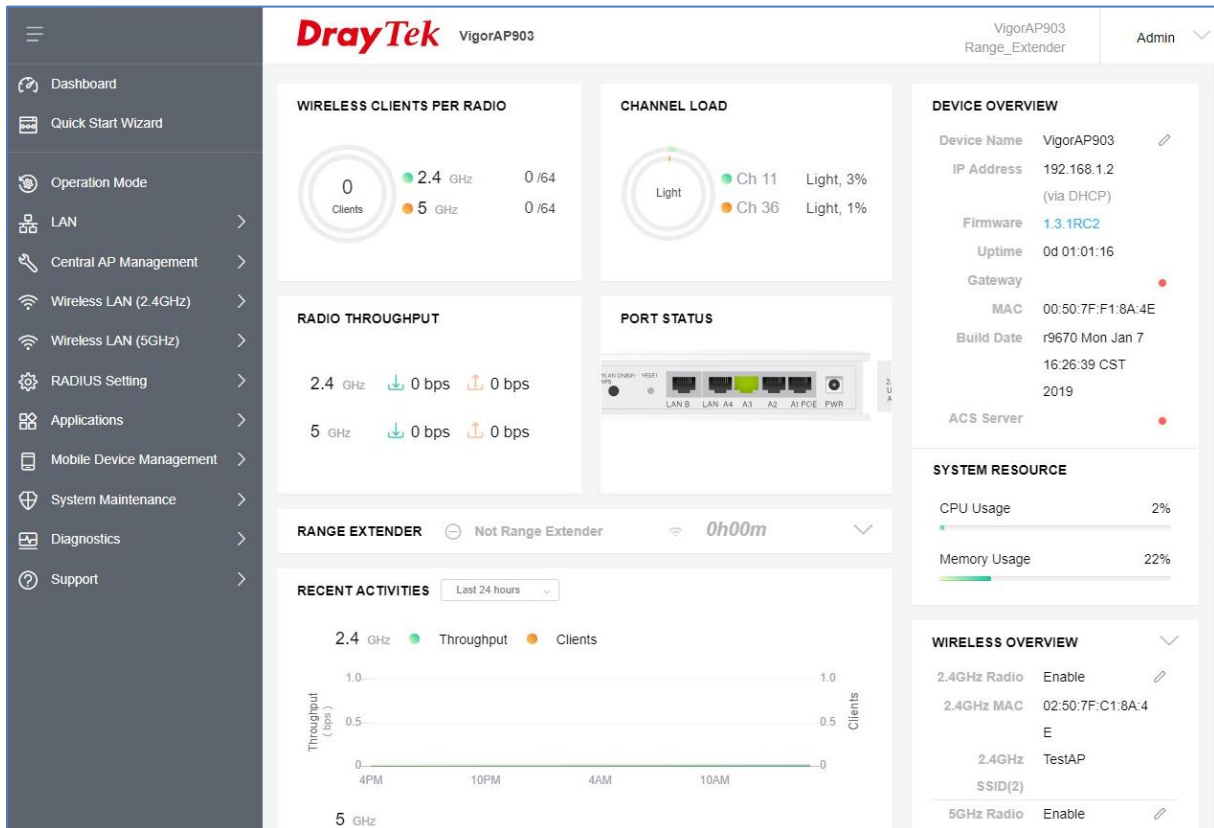 DrayTek VigorAP903
VigorAP903
Range_Extender
Admin
Dashboard
Quick Start Wizard
Operation Mode
LAN
Central AP Management
Wireless LAN (2.4GHz)
Wireless LAN (5GHz)
RADIUS Setting
Applications
Mobile Device Management
System Maintenance
Diagnostics
Support
WIRELESS CLIENTS PER RADIO
0
Clients
2.4 GHz 0 /64
5 GHz 0 /64
CHANNEL LOAD
Light
Ch 11 Light, 3%
Ch 36 Light, 1%
RADIO THROUGHPUT
2.4 GHz 0 bps 0 bps
5 GHz 0 bps 0 bps
PORT STATUS
RESET
LAN B LAN A4 A3 A2 A1 POE PWR
RANGE EXTENDER Not Range Extender 0h00m
RECENT ACTIVITIES Last 24 hours
2.4 GHz Throughput Clients
Throughput
( bps )
1.0
0.5
0
1.0
0.5
0
Clients
4PM 10PM 4AM 10AM
5 GHz
DEVICE OVERVIEW
Device Name VigorAP903
IP Address 192.168.1.2
(via DHCP)
Firmware 1.3.1RC2
Uptime 0d 01:01:16
Gateway
MAC 00:50:7F:F1:8A:4E
Build Date r9670 Mon Jan 7
16:26:39 CST
2019
ACS Server
SYSTEM RESOURCE
CPU Usage 2%
Memory Usage 22%
WIRELESS OVERVIEW
2.4GHz Radio Enable
2.4GHz MAC 02:50:7F:C1:8A:4
E
2.4GHz TestAP
SSID(2)
5GHz Radio Enable